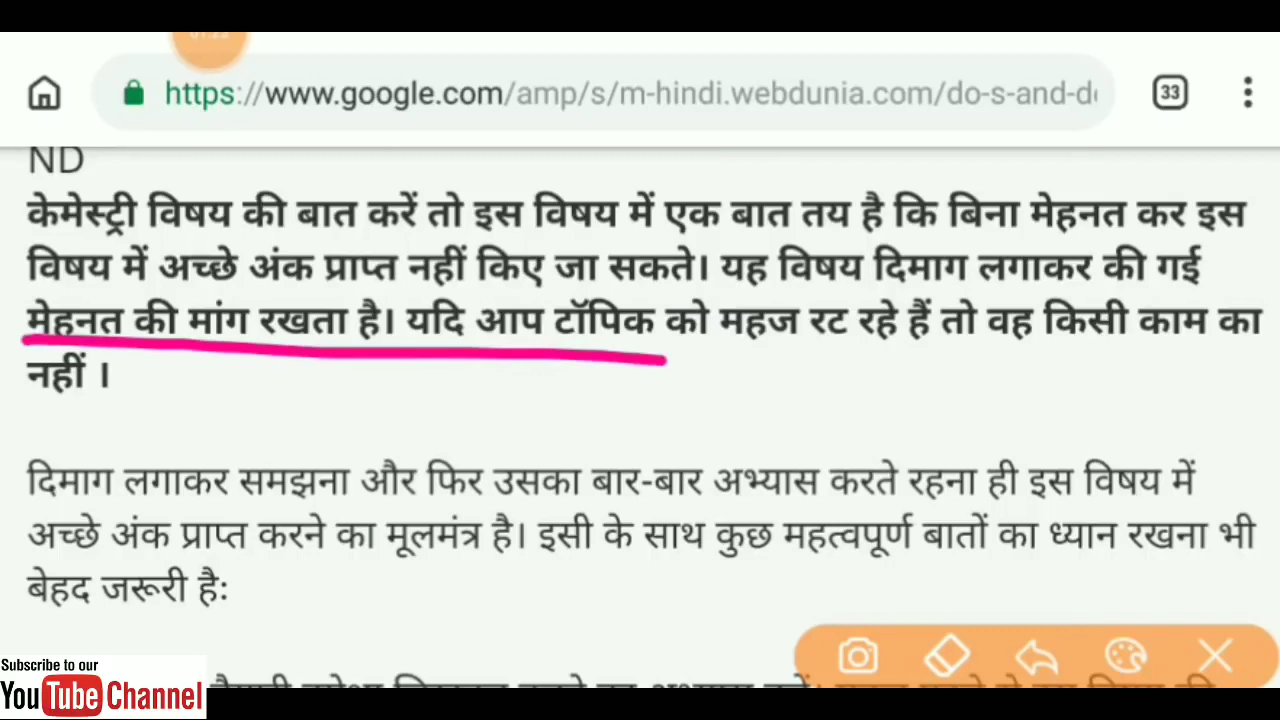 01:22
https://www.google.com/amp/s/m-hindi.webdunia.com/do-s-and-d
33
ND
केमेस्ट्री विषय की बात करें तो इस विषय में एक बात तय है कि बिना मेहनत कर इस
विषय में अच्छे अंक प्राप्त नहीं किए जा सकते। यह विषय दिमाग लगाकर की गई
मेहनत की मांग रखता है। यदि आप टॉपिक को महज रट रहे हैं तो वह किसी काम का
नहीं ।
दिमाग लगाकर समझना और फिर उसका बार-बार अभ्यास करते रहना ही इस विषय में
अच्छे अंक प्राप्त करने का मूलमंत्र है। इसी के साथ कुछ महत्वपूर्ण बातों का ध्यान रखना भी
बेहद जरूरी है:
Subscribe to our
YouTube Channel